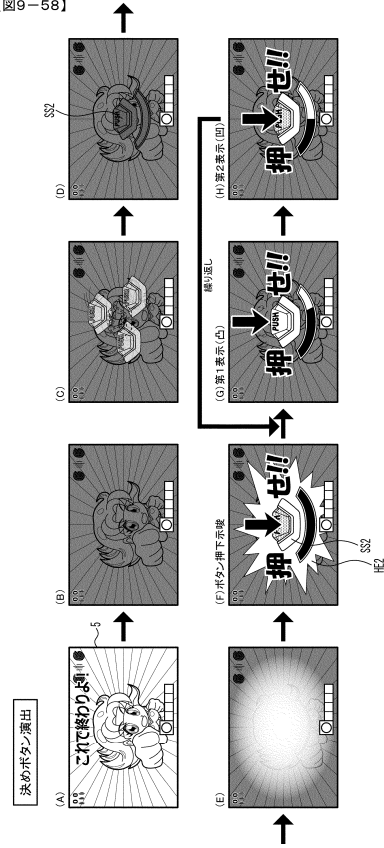 【図9-58】
決めボタン演出
(A)
これで終わりよ!
5
(B)
(C)
(D)
PUSH
SS2
(E)
(F)ボタン押下示唆
押せ!!
SS2
HE2
(G)第1表示(凸)
押せ!!
PUSH
繰り返し
(H)第2表示(凹)
押せ!!